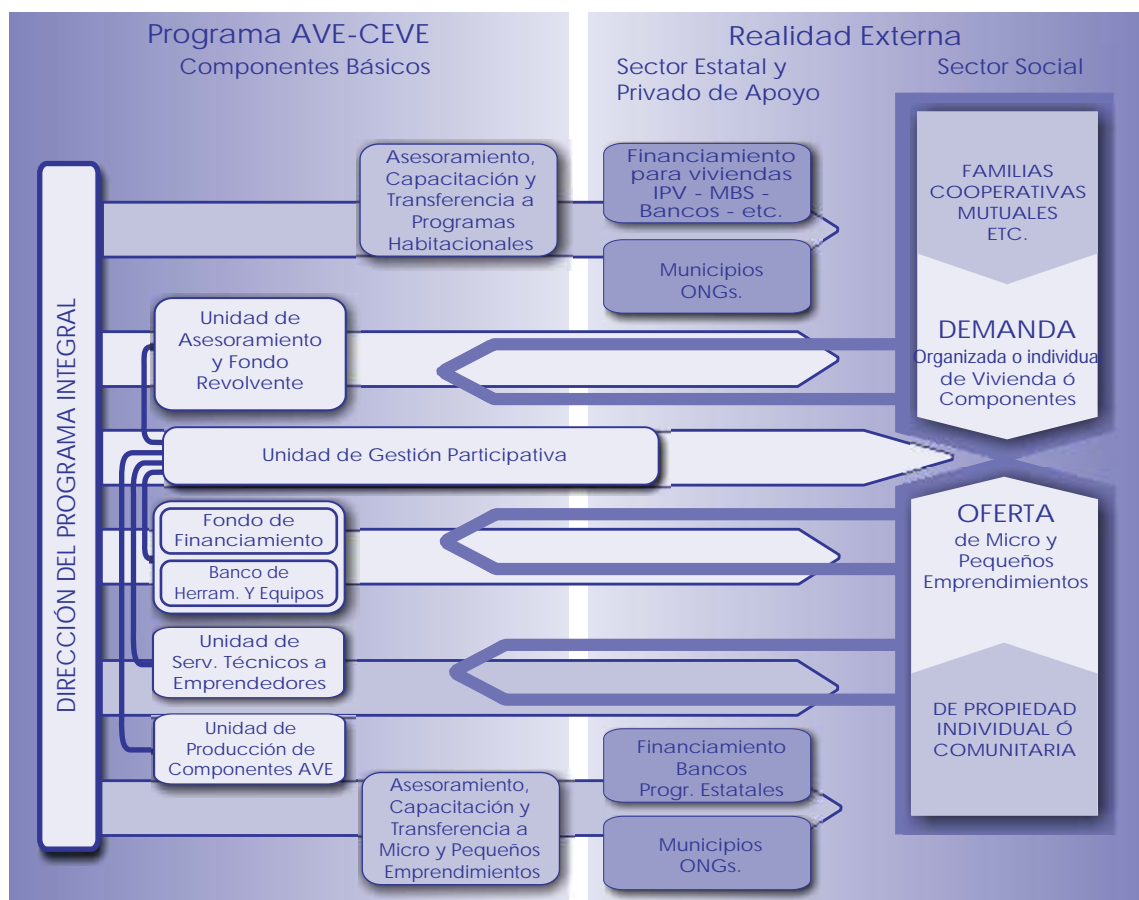 Programa AVE-CEVE
Componentes Básicos
Realidad Externa
Sector Estatal y
Privado de Apoyo
Sector Social
DIRECCIÓN DEL PROGRAMA INTEGRAL
Asesoramiento,
Capacitación y
Transferencia a
Programas
Habitacionales
Financiamiento
para viviendas
IPV - MBS -
Bancos - etc.
Municipios
ONGs.
FAMILIAS
COOPERATIVAS
MUTUALES
ETC.
Unidad de
Asesoramiento
y Fondo
Revolvente
DEMANDA
Organizada o individual
de Vivienda ó
Componentes
Unidad de Gestión Participativa
Fondo de
Financiamiento
Banco de
Herram. Y Equipos
OFERTA
de Micro y
Pequeños
Emprendimientos
Unidad de
Serv. Técnicos a
Emprendedores
Unidad de
Producción de
Componentes AVE
DE PROPIEDAD
INDIVIDUAL Ó
COMUNITARIA
Asesoramiento,
Capacitación y
Transferencia a
Micro y Pequeños
Emprendimientos
Financiamiento
Bancos
Progr. Estatales
Municipios
ONGs.